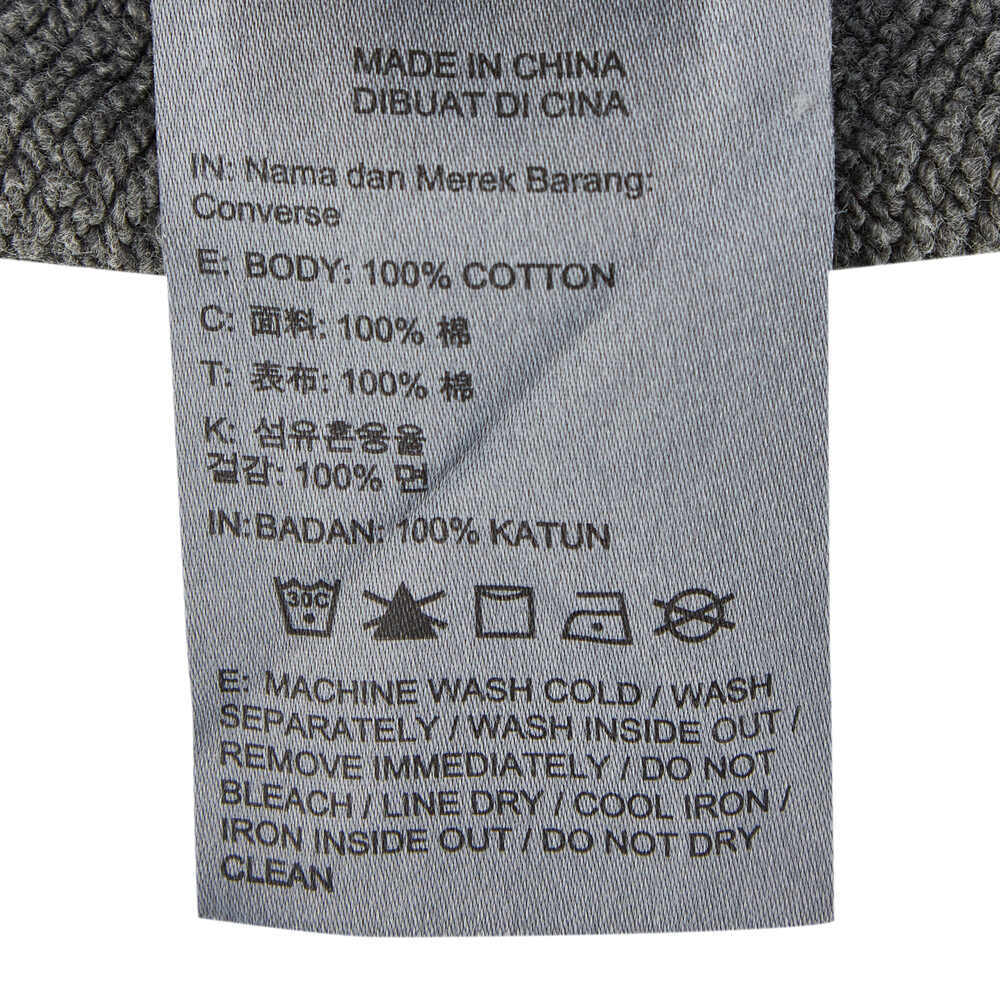 MADE IN CHINA
DIBUAT DI CINA
IN: Nama dan Merek Barang:
Converse
E: BODY: 100% COTTON
C: 面料: 100% 棉
T: 表布: 100% 棉
K: 섬유혼용율
겉감: 100% 면
IN: BADAN: 100% KATUN
30C
E: MACHINE WASH COLD / WASH
SEPARATELY / WASH INSIDE OUT /
REMOVE IMMEDIATELY / DO NOT
BLEACH / LINE DRY / COOL IRON /
IRON INSIDE OUT / DO NOT DRY
CLEAN